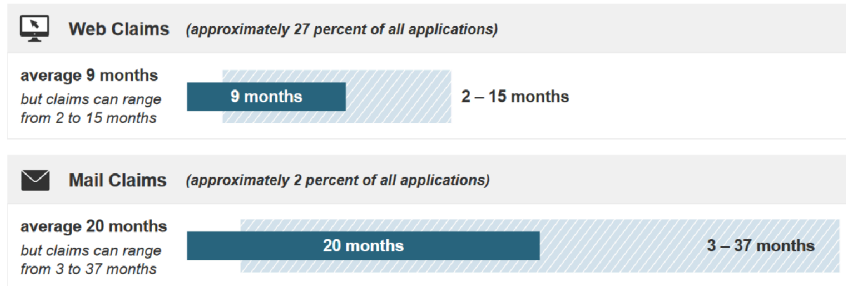 Web Claims (approximately 27 percent of all applications)
average 9 months
but claims can range
from 2 to 15 months
9 months
2 – 15 months
Mail Claims (approximately 2 percent of all applications)
average 20 months
but claims can range
from 3 to 37 months
20 months
3 – 37 months